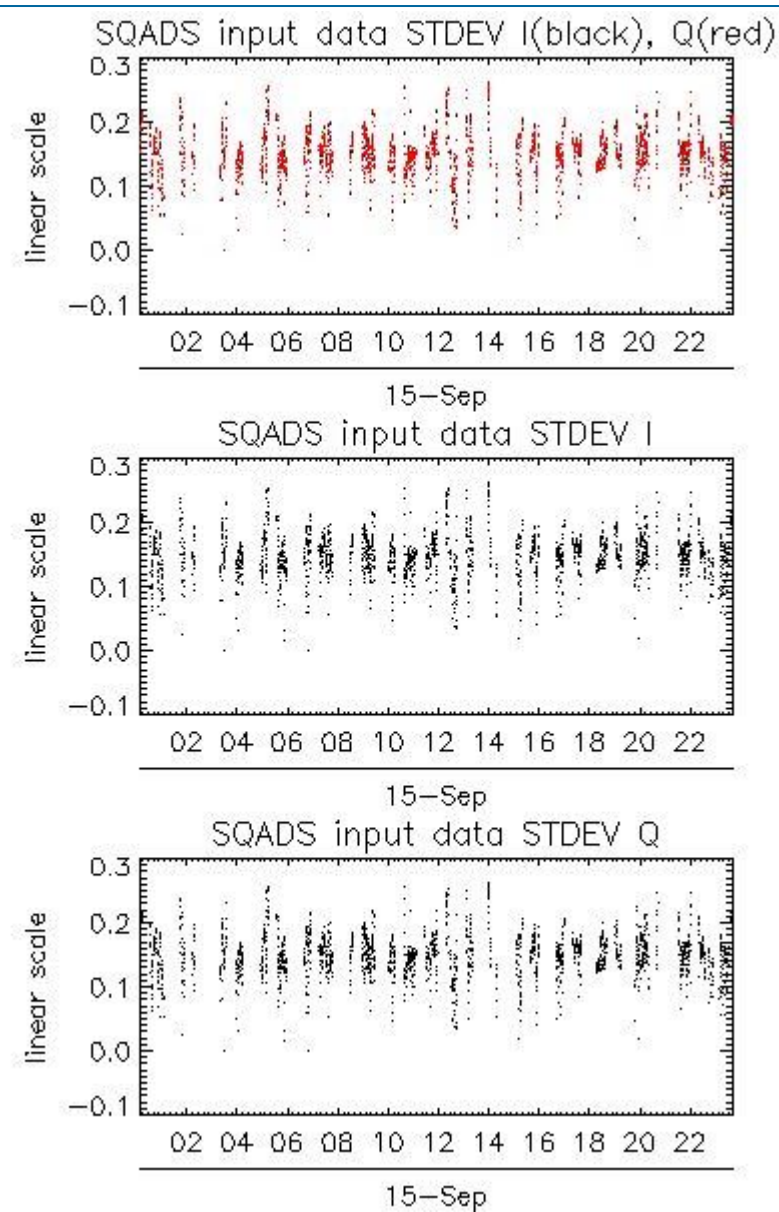 SQADS input data STDEV I(black), Q(red)
0.3
0.2
0.1
0.0
−0.1
linear scale
02 04 06 08 10 12 14 16 18 20 22
15−Sep
SQADS input data STDEV I
0.3
0.2
0.1
0.0
−0.1
linear scale
02 04 06 08 10 12 14 16 18 20 22
15−Sep
SQADS input data STDEV Q
0.3
0.2
0.1
0.0
−0.1
linear scale
02 04 06 08 10 12 14 16 18 20 22
15−Sep